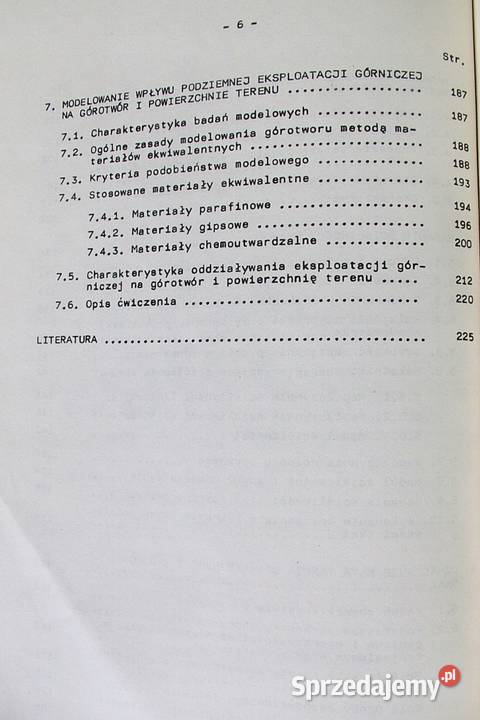 - 6 -
Str.
7. MODELOWANIE WPŁYWU PODZIEMNEJ EKSPLOATACJI GÓRNICZEJ
NA GÓROTWÓR I POWIERZCHNIE TERENU .................. 187
7.1. Charakterystyka badań modelowych ............... 187
7.2. Ogólne zasady modelowania górotworu metodą ma-
teriałów ekwiwalentnych ........................ 188
7.3. Kryteria podobieństwa modelowego ............... 188
7.4. Stosowane materiały ekwiwalentne ............... 193
7.4.1. Materiały parafinowe ..................... 194
7.4.2. Materiały gipsowe ........................ 196
7.4.3. Materiały chemoutwardzalne ............... 200
7.5. Charakterystyka oddziaływania eksploatacji gór-
niczej na górotwór i powierzchnię terenu ..... 212
7.6. Opis ćwiczenia ................................. 220
LITERATURA .......................................... 225
Sprzedajemy.pl